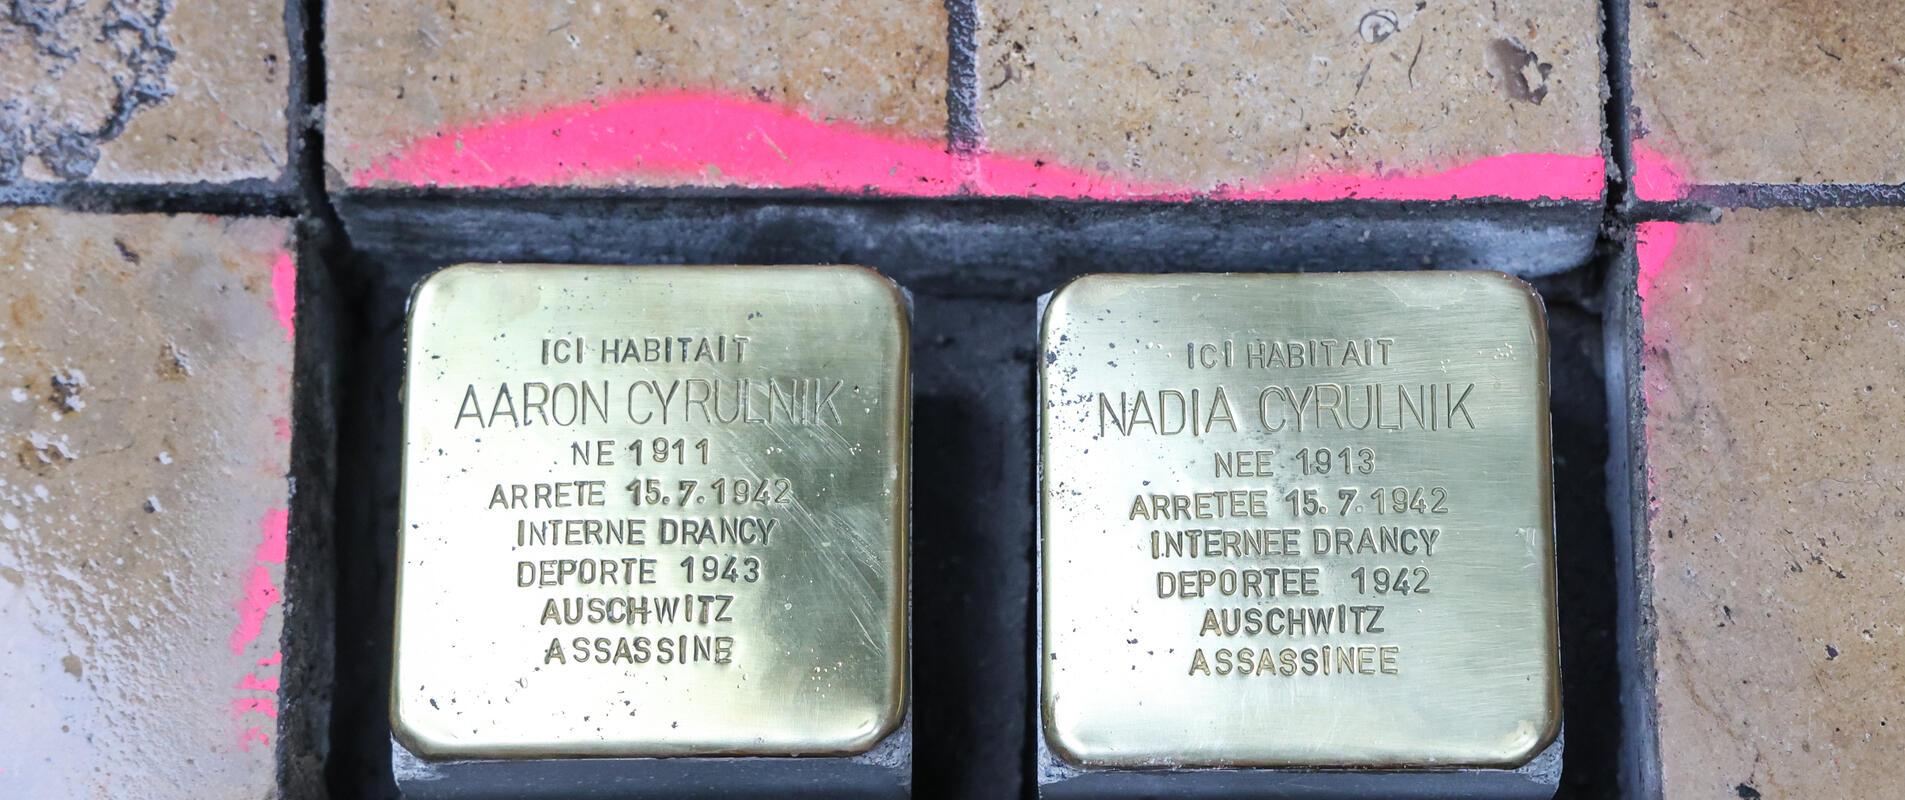 ICI HABITAIT
AARON CYRULNIK
NE 1911
ARRETE 15.7.1942
INTERNE DRANCY
DEPORTE 1943
AUSCHWITZ
ASSASSINE
ICI HABITAIT
NADIA CYRULNIK
NEE 1913
ARRETEE 15.7.1942
INTERNEE DRANCY
DEPORTEE 1942
AUSCHWITZ
ASSASSINEE